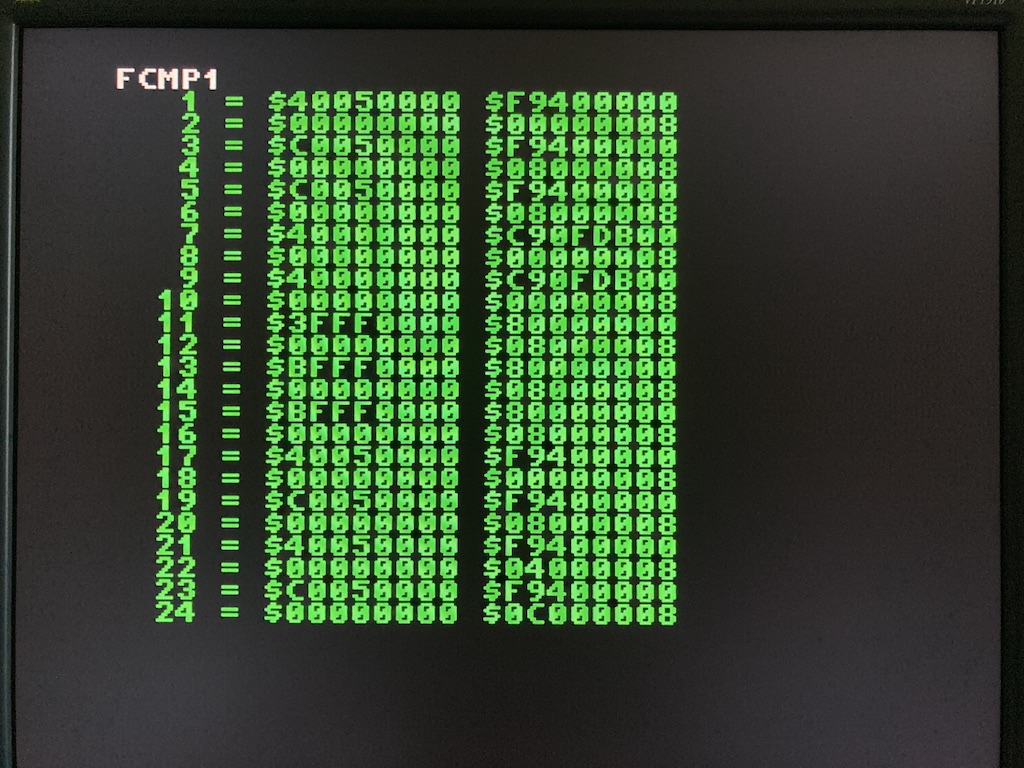 FCMP1
1 = $40050000 $F9400000
2 = $00000000 $00000008
3 = $C0050000 $F9400000
4 = $00000000 $08000008
5 = $C0050000 $F9400000
6 = $00000000 $08000008
7 = $40000000 $C90FDB00
8 = $00000000 $00000008
9 = $40000000 $C90FDB00
10 = $00000000 $00000008
11 = $3FFF0000 $80000000
12 = $00000000 $08000008
13 = $BFFF0000 $80000000
14 = $00000000 $08000008
15 = $BFFF0000 $80000000
16 = $00000000 $08000008
17 = $40050000 $F9400000
18 = $00000000 $00000008
19 = $C0050000 $F9400000
20 = $00000000 $08000008
21 = $40050000 $F9400000
22 = $00000000 $04000008
23 = $C0050000 $F9400000
24 = $00000000 $0C000008